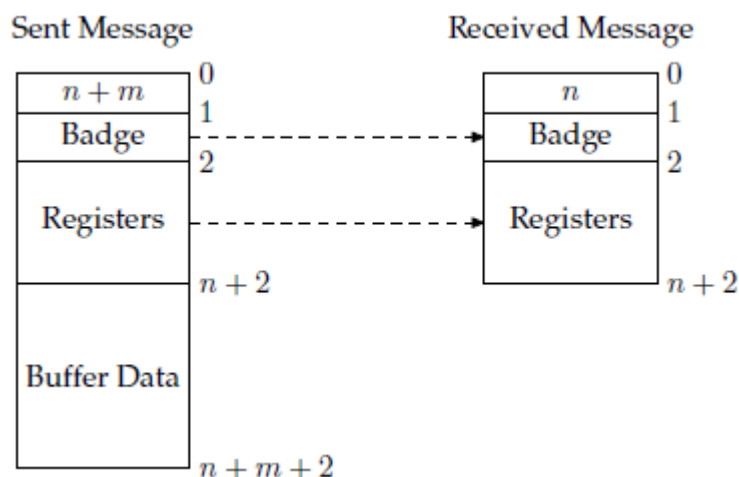 Sent Message
n + m
0
1
Badge
2
Registers
n + 2
Buffer Data
n + m + 2
Received Message
n
0
1
Badge
2
Registers
n + 2